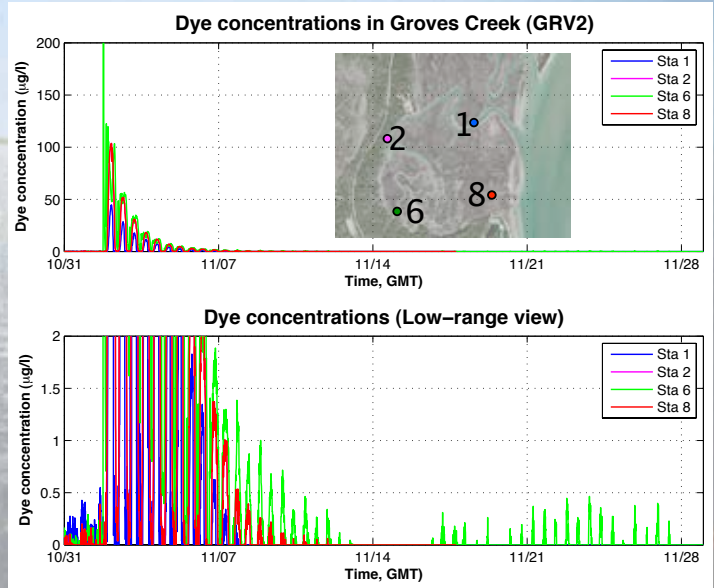 Dye concentrations in Groves Creek (GRV2)
Dye conccentration (µg/l)
200
150
100
50
0
Sta 1
Sta 2
Sta 6
Sta 8
1
2
8
6
10/31 11/07 11/14 11/21 11/28
Time, GMT
Dye concentrations (Low−range view)
Dye conccentration (µg/l)
2
1.5
1
0.5
0
Sta 1
Sta 2
Sta 6
Sta 8
10/31 11/07 11/14 11/21 11/28
Time, GMT